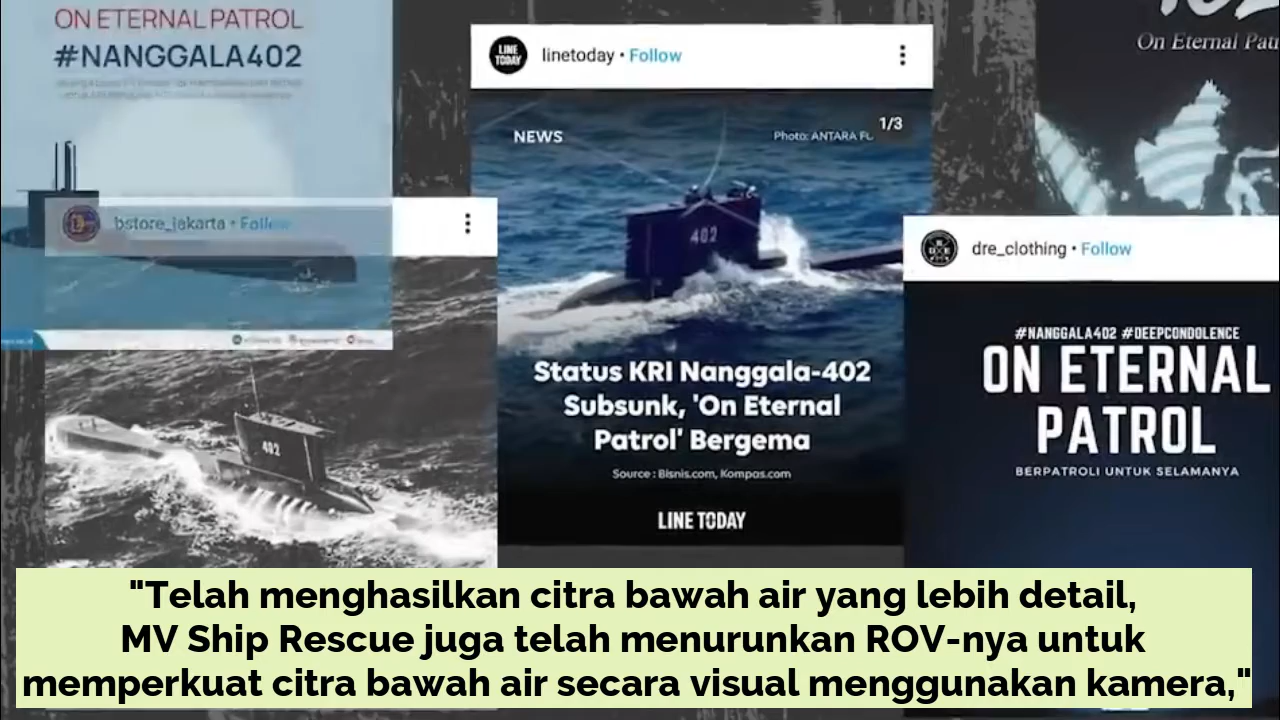 ON ETERNAL PATROL
#NANGGALA402
bstore_jakarta • Follow
402
LINE TODAY
linetoday • Follow
NEWS
Photo: ANTARA
1/3
402
Status KRI Nanggala-402
Subsunk, 'On Eternal
Patrol' Bergema
Source : Bisnis.com, Kompas.com
LINE TODAY
On Eternal
dre_clothing • Follow
#NANGGALA402 #DEEPCONDOLENCE
ON ETERNAL
PATROL
BERPATROLI UNTUK SELAMANYA
"Telah menghasilkan citra bawah air yang lebih detail,
MV Ship Rescue juga telah menurunkan ROV-nya untuk
memperkuat citra bawah air secara visual menggunakan kamera,"